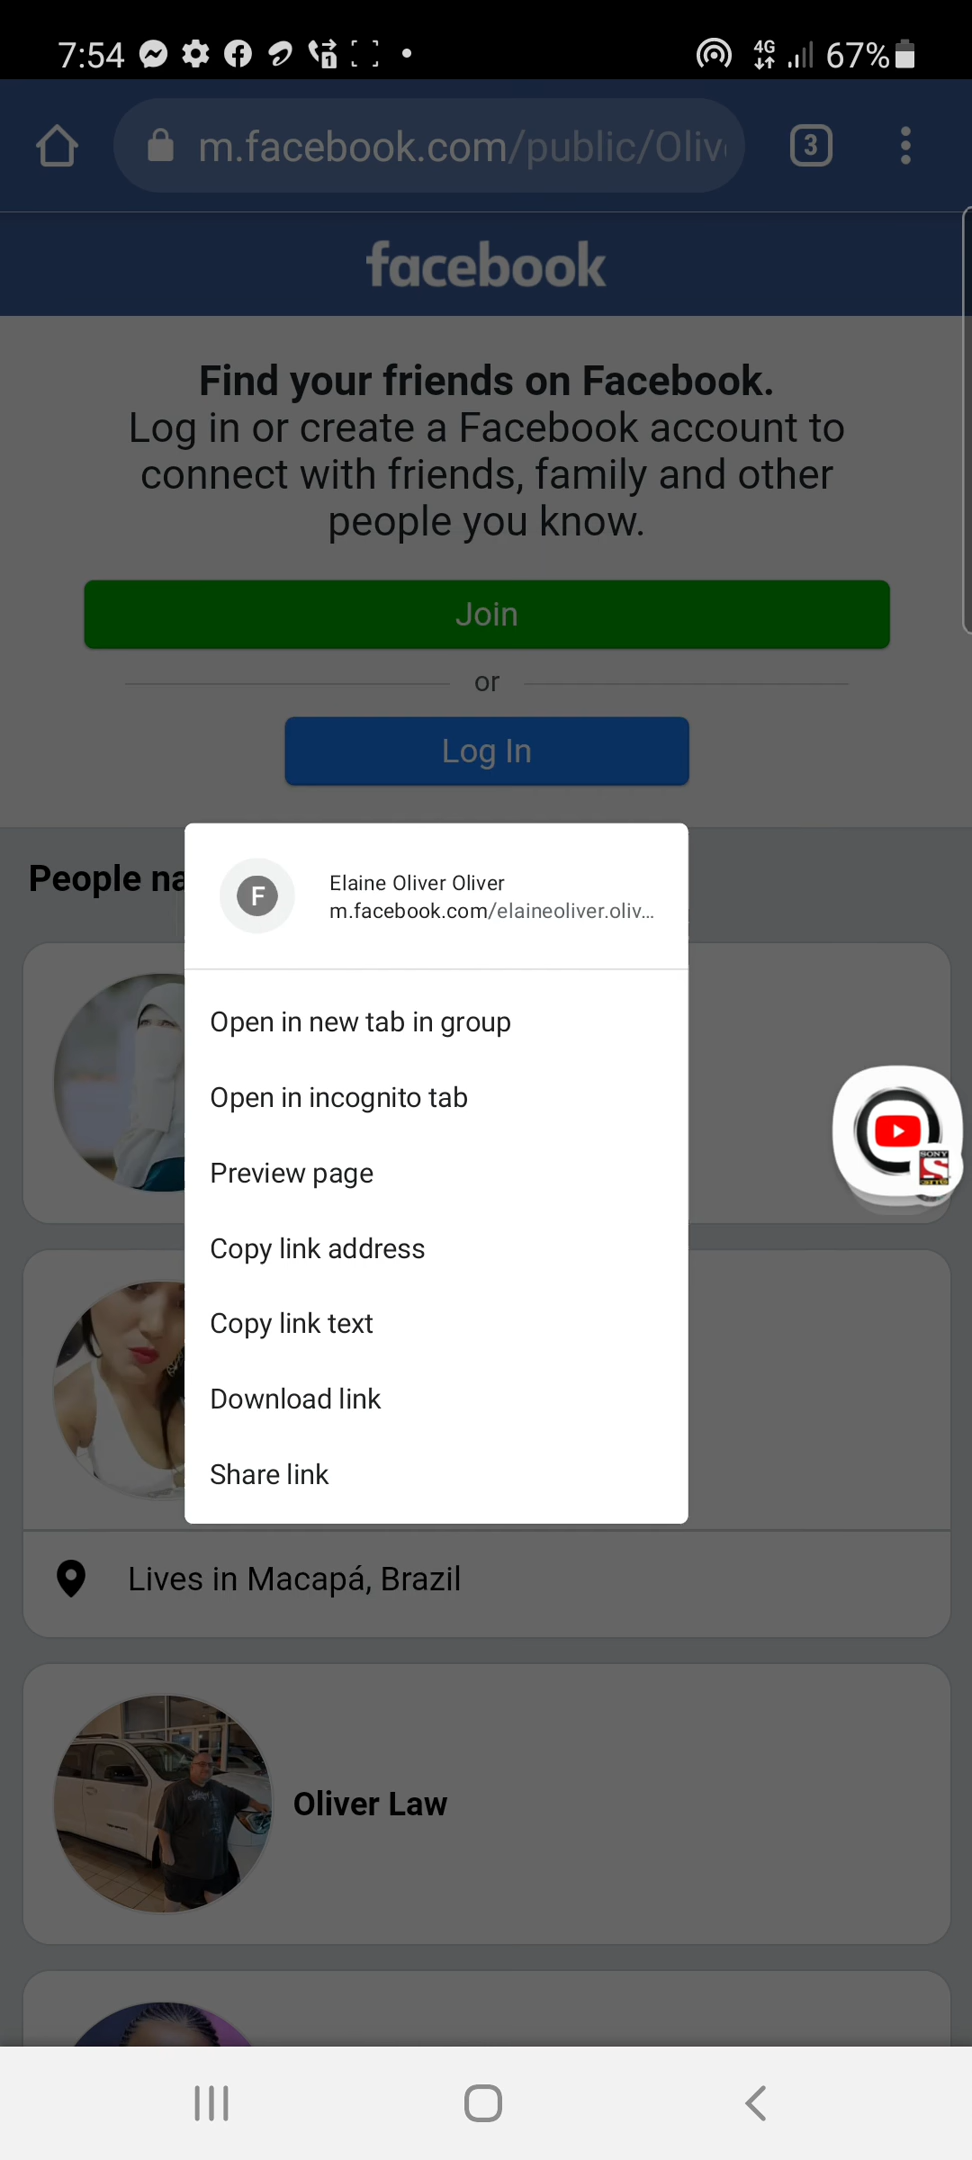 7:54
1
4G
67%
m.facebook.com/public/Oliv
3
facebook
Find your friends on Facebook.
Log in or create a Facebook account to
connect with friends, family and other
people you know.
Join
or
Log In
People na
F
Elaine Oliver Oliver
m.facebook.com/elaineoliver.oliv...
Open in new tab in group
Open in incognito tab
Preview page
Copy link address
Copy link text
Download link
Share link
SONY
S
Lives in Macapá, Brazil
Oliver Law